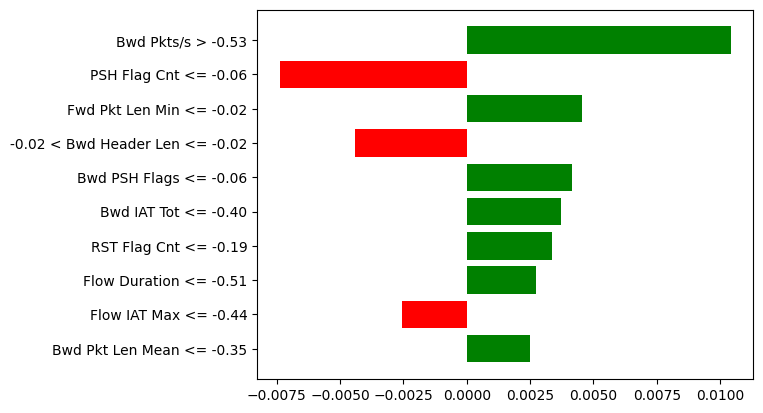 Bwd Pkts/s > -0.53
PSH Flag Cnt <= -0.06
Fwd Pkt Len Min <= -0.02
-0.02 < Bwd Header Len <= -0.02
Bwd PSH Flags <= -0.06
Bwd IAT Tot <= -0.40
RST Flag Cnt <= -0.19
Flow Duration <= -0.51
Flow IAT Max <= -0.44
Bwd Pkt Len Mean <= -0.35
−0.0075 −0.0050 −0.0025 0.0000 0.0025 0.0050 0.0075 0.0100